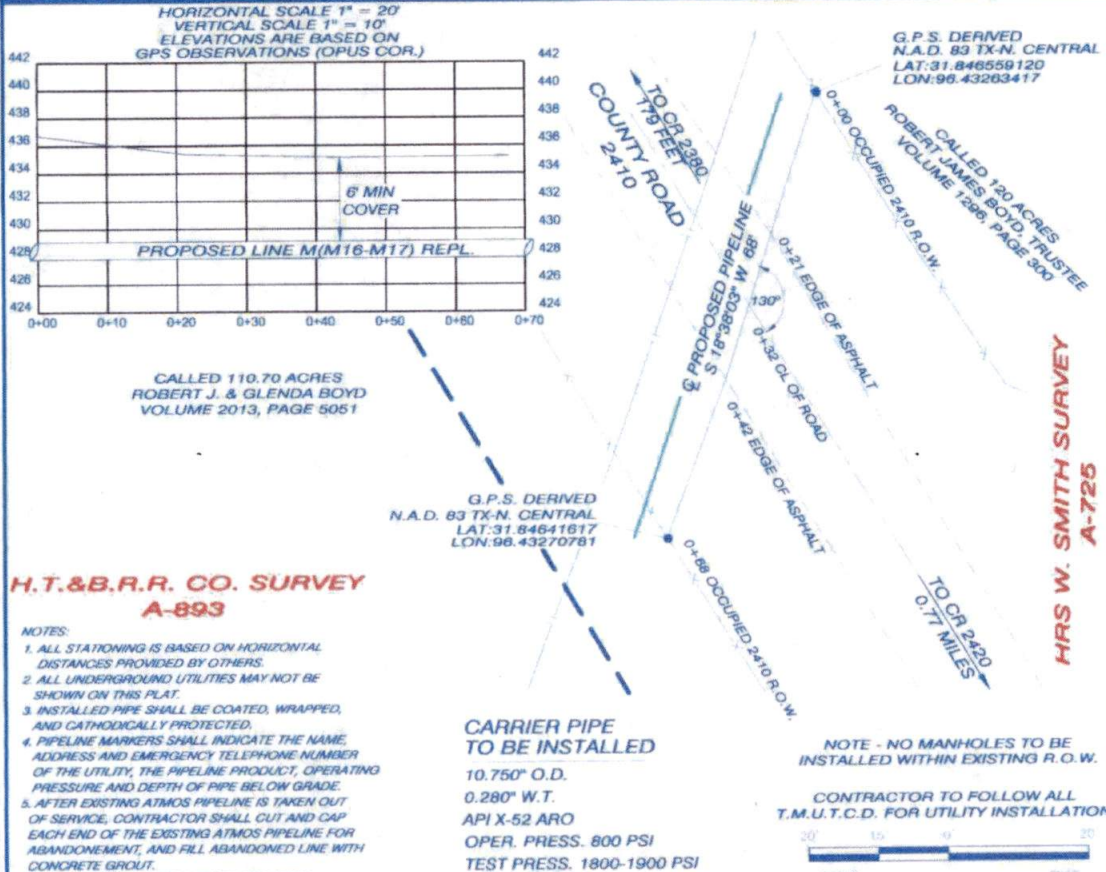 HORIZONTAL SCALE 1" = 20'
VERTICAL SCALE 1" = 10'
ELEVATIONS ARE BASED ON
GPS OBSERVATIONS (OPUS COR.)
442
440
438
436
434
432
430
428
426
424
442
440
438
436
434
432
430
428
426
424
6' MIN
COVER
PROPOSED LINE M(M16-M17) REPL.
0+00
0+10
0+20
0+30
0+40
0+50
0+60
0+70
CALLED 110.70 ACRES
ROBERT J. & GLENDA BOYD
VOLUME 2013, PAGE 5051
G.P.S. DERIVED
N.A.D. 83 TX-N. CENTRAL
LAT:31.846559120
LON:96.43263417
TO CR 2380
179 FEET
COUNTY ROAD
2410
0+00 OCCUPIED 2410 R.O.W.
CALLED 120 ACRES
ROBERT JAMES BOYD, TRUSTEE
VOLUME 1296, PAGE 300
℄ PROPOSED PIPELINE
S 18°38'03" W 68'
130°
0+21 EDGE OF ASPHALT
0+32 CL OF ROAD
0+42 EDGE OF ASPHALT
G.P.S. DERIVED
N.A.D. 83 TX-N. CENTRAL
LAT:31.84641617
LON:96.43270781
0+68 OCCUPIED 2410 R.O.W.
TO CR 2420
0.77 MILES
HRS W. SMITH SURVEY
A-725
H.T.&B.R.R. CO. SURVEY
A-893
NOTES:
1. ALL STATIONING IS BASED ON HORIZONTAL
DISTANCES PROVIDED BY OTHERS.
2. ALL UNDERGROUND UTILITIES MAY NOT BE
SHOWN ON THIS PLAT.
3. INSTALLED PIPE SHALL BE COATED, WRAPPED,
AND CATHODICALLY PROTECTED.
4. PIPELINE MARKERS SHALL INDICATE THE NAME,
ADDRESS AND EMERGENCY TELEPHONE NUMBER
OF THE UTILITY, THE PIPELINE PRODUCT, OPERATING
PRESSURE AND DEPTH OF PIPE BELOW GRADE.
5. AFTER EXISTING ATMOS PIPELINE IS TAKEN OUT
OF SERVICE, CONTRACTOR SHALL CUT AND CAP
EACH END OF THE EXISTING ATMOS PIPELINE FOR
ABANDONEMENT, AND FILL ABANDONED LINE WITH
CONCRETE GROUT.
CARRIER PIPE
TO BE INSTALLED
10.750" O.D.
0.280" W.T.
API X-52 ARO
OPER. PRESS. 800 PSI
TEST PRESS. 1800-1900 PSI
NOTE - NO MANHOLES TO BE
INSTALLED WITHIN EXISTING R.O.W.
CONTRACTOR TO FOLLOW ALL
T.M.U.T.C.D. FOR UTILITY INSTALLATION
20'
20'